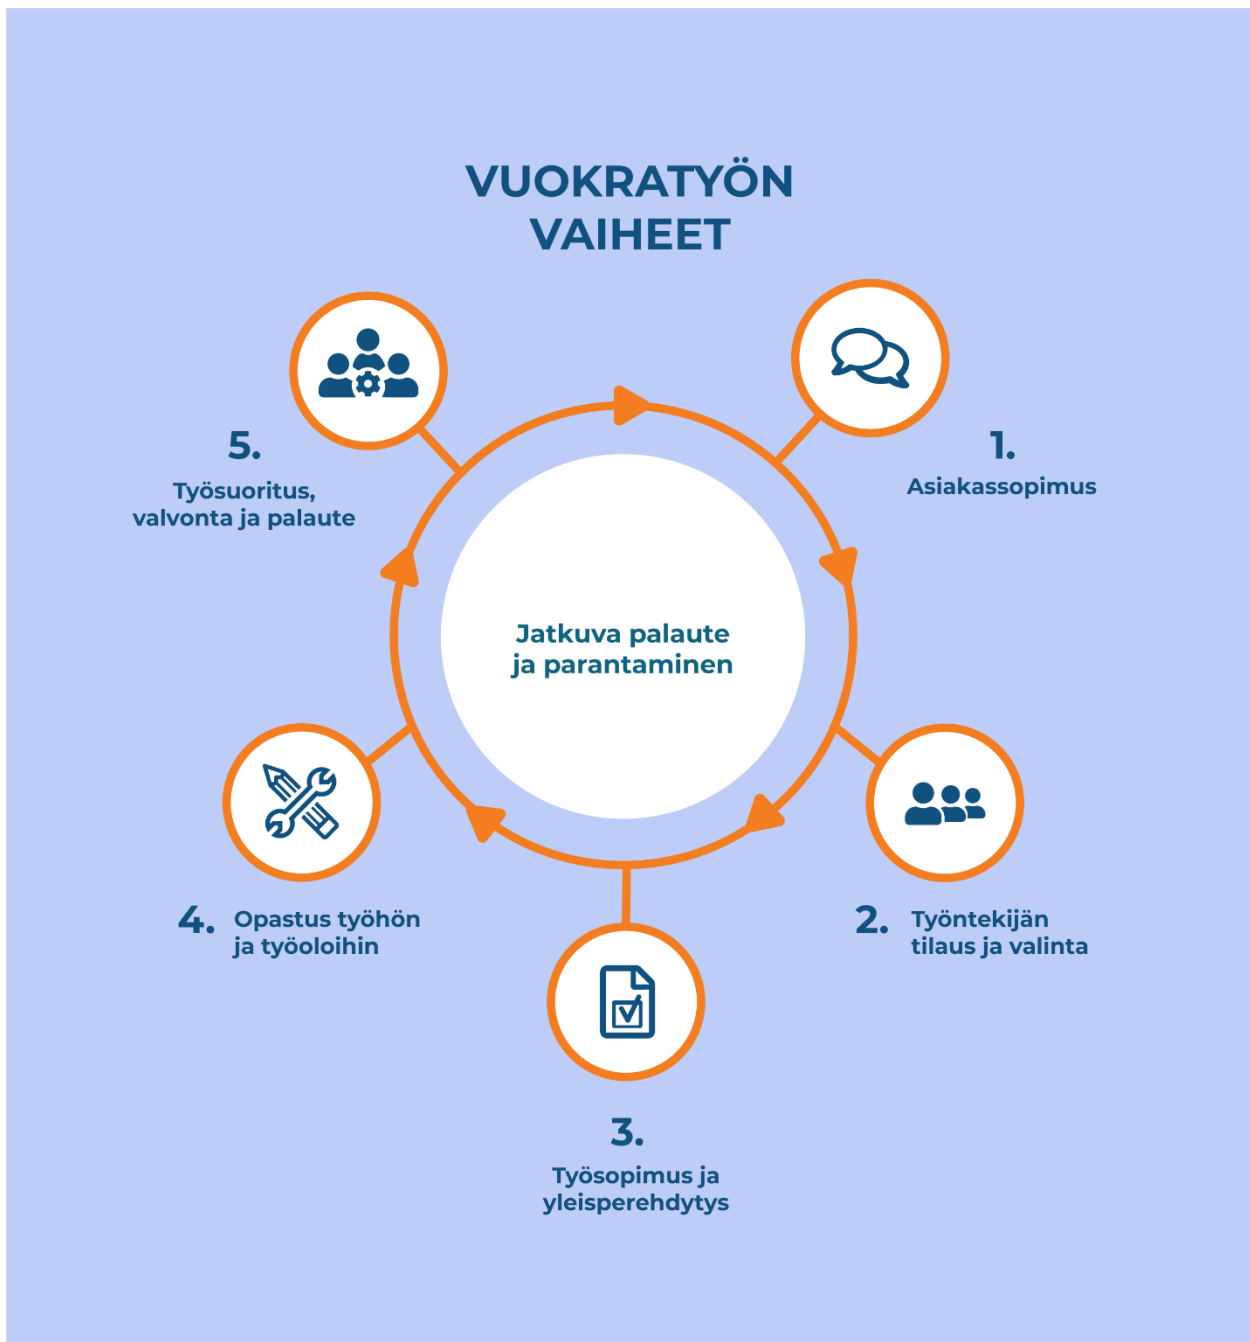 VUOKRATYÖN
VAIHEET
1.
Asiakassopimus
2.
Työntekijän
tilaus ja valinta
3.
Työsopimus ja
yleisperehdytys
4.
Opastus työhön
ja työoloihin
5.
Työsuoritus,
valvonta ja palaute
Jatkuva palaute
ja parantaminen